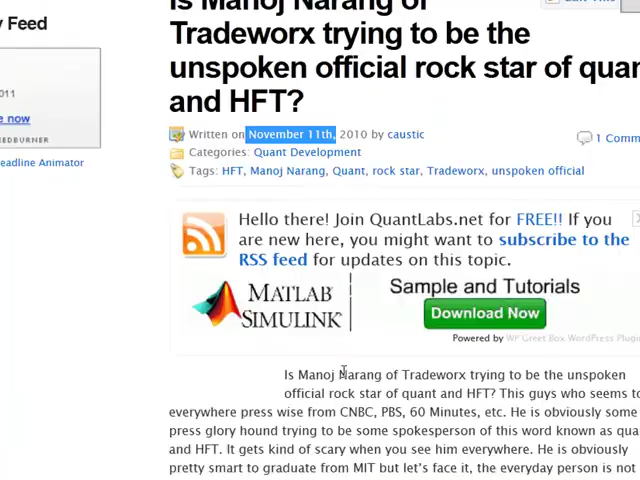 y Feed
011
e now
EEDBURNER
eadline Animator
Is Manoj Narang of
Tradeworx trying to be the
unspoken official rock star of quan
and HFT?
Written on November 11th, 2010 by caustic
1 Comm
Categories: Quant Development
Tags: HFT, Manoj Narang, Quant, rock star, Tradeworx, unspoken official
Hello there! Join QuantLabs.net for FREE!! If you
are new here, you might want to subscribe to the
RSS feed for updates on this topic.
MATLAB
SIMULINK
Sample and Tutorials
Download Now
Powered by WP Greet Box WordPress Plugin
Is Manoj Narang of Tradeworx trying to be the unspoken
official rock star of quant and HFT? This guys who seems to
everywhere press wise from CNBC, PBS, 60 Minutes, etc. He is obviously some
press glory hound trying to be some spokesperson of this word known as qua
and HFT. It gets kind of scary when you see him everywhere. He is obviously
pretty smart to graduate from MIT but let's face it, the everyday person is not